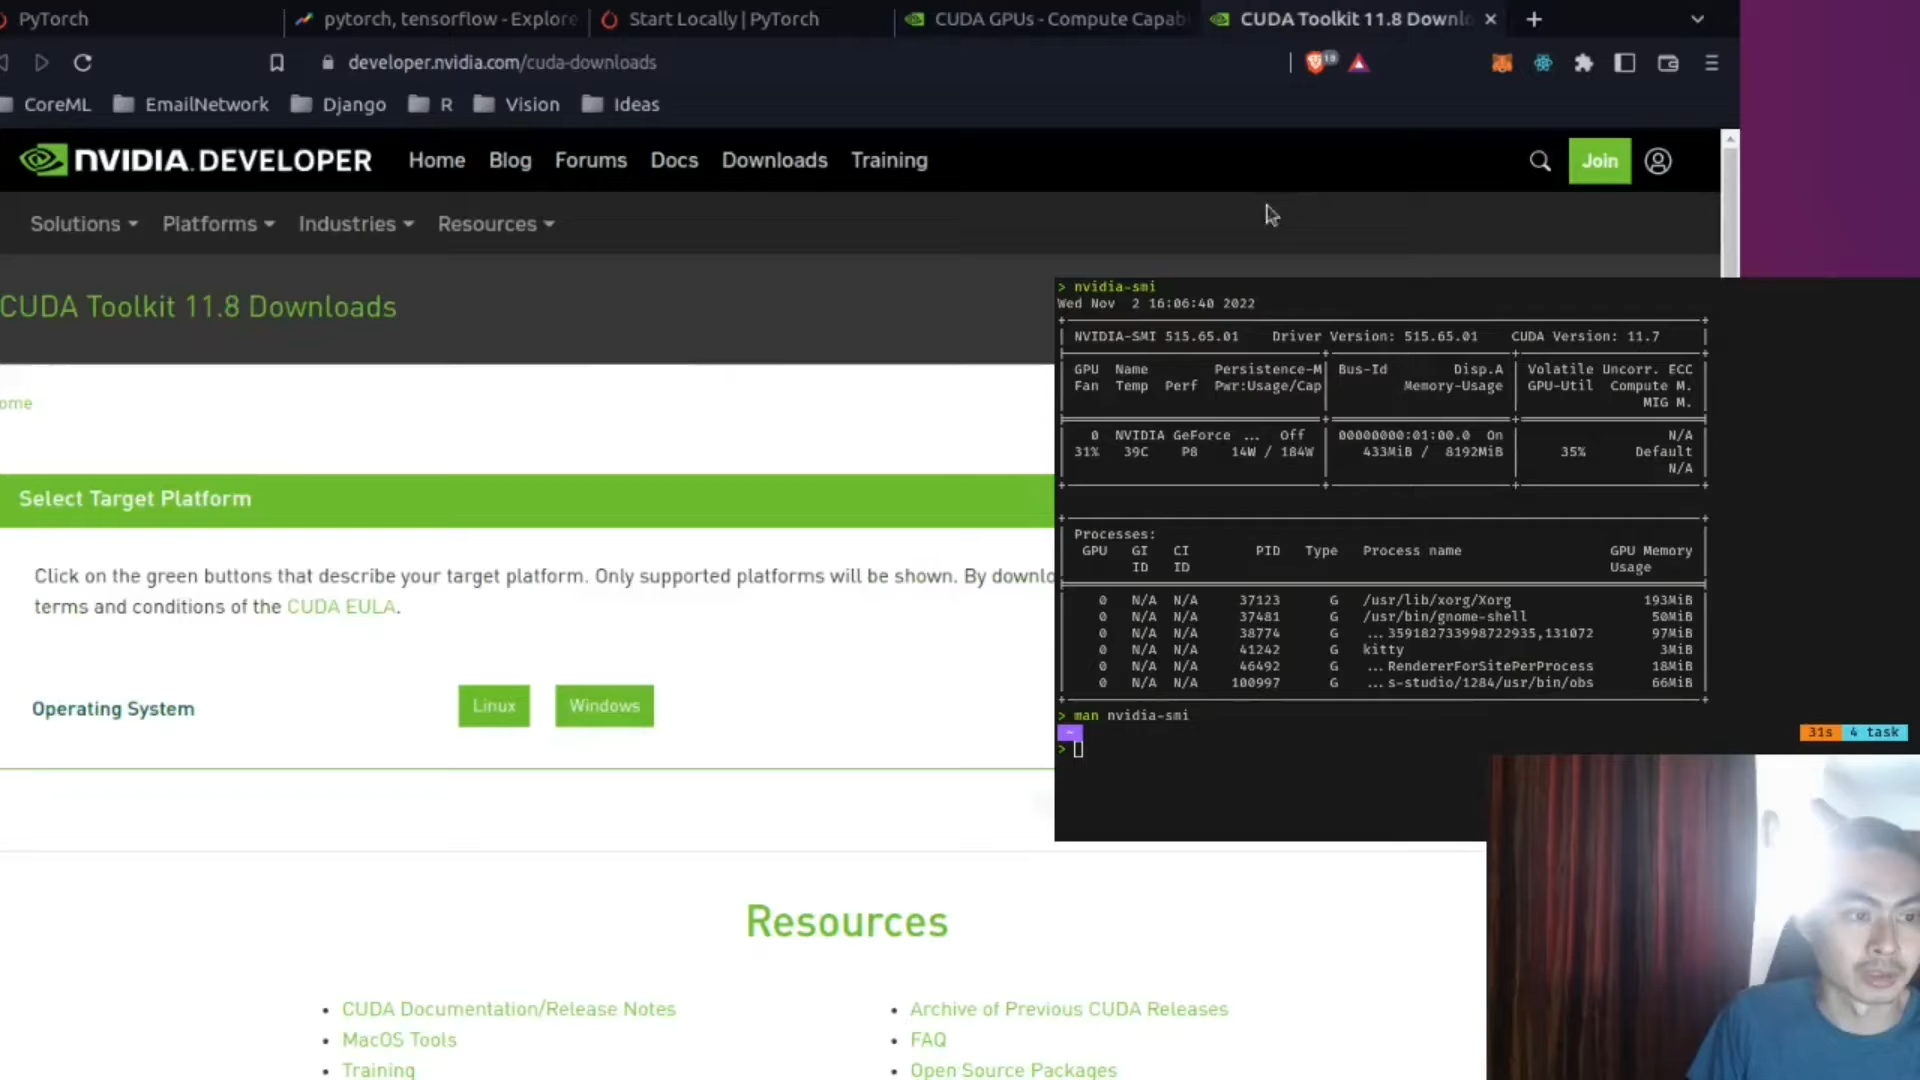 PyTorch
pytorch, tensorflow - Explore
Start Locally | PyTorch
CUDA GPUs - Compute Capab
CUDA Toolkit 11.8 Downlo
developer.nvidia.com/cuda-downloads
19
CoreML
EmailNetwork
Django
R
Vision
Ideas
NVIDIA. DEVELOPER
Home
Blog
Forums
Docs
Downloads
Training
Join
Solutions
Platforms
Industries
Resources
CUDA Toolkit 11.8 Downloads
ome
Select Target Platform
Click on the green buttons that describe your target platform. Only supported platforms will be shown. By downlo
terms and conditions of the CUDA EULA.
Operating System
Linux
Windows
Resources
• CUDA Documentation/Release Notes
• MacOS Tools
• Training
• Archive of Previous CUDA Releases
• FAQ
• Open Source Packages
> nvidia-smi
Wed Nov 2 16:06:40 2022
NVIDIA-SMI 515.65.01 Driver Version: 515.65.01 CUDA Version: 11.7
GPU Name Persistence-M| Bus-Id Disp.A | Volatile Uncorr. ECC
Fan Temp Perf Pwr:Usage/Cap| Memory-Usage | GPU-Util Compute M.
MIG M.
0 NVIDIA GeForce ... Off | 00000000:01:00.0 On | N/A
31% 39C P8 14W / 184W | 433MiB / 8192MiB | 35% Default
N/A
Processes:
GPU GI CI PID Type Process name GPU Memory
ID ID Usage
0 N/A N/A 37123 G /usr/lib/xorg/Xorg 193MiB
0 N/A N/A 37481 G /usr/bin/gnome-shell 50MiB
0 N/A N/A 38774 G ...359182733998722935,131072 97MiB
0 N/A N/A 41242 G kitty 3MiB
0 N/A N/A 46492 G ...RendererForSitePerProcess 18MiB
0 N/A N/A 100997 G ...s-studio/1284/usr/bin/obs 66MiB
> man nvidia-smi
~
31s 4 task
>